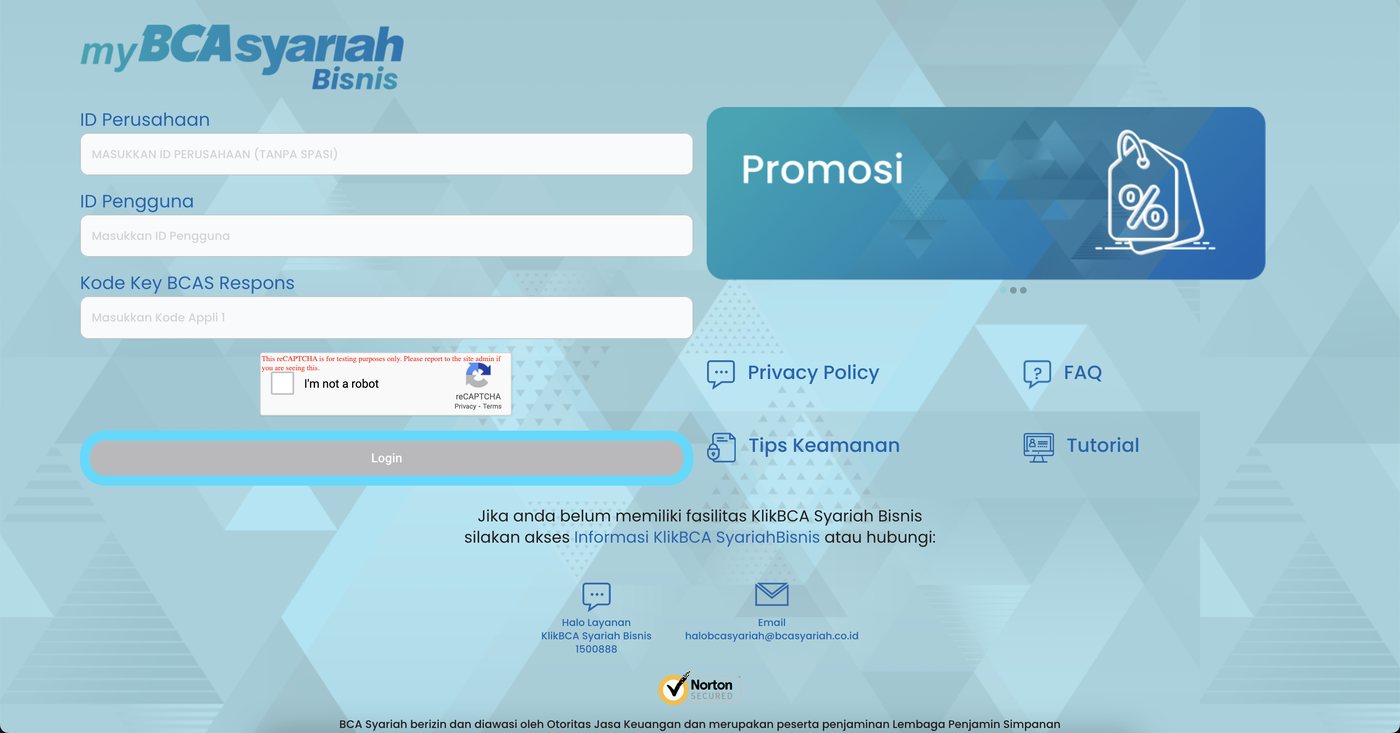 myBCAsyariah
Bisnis
ID Perusahaan
MASUKKAN ID PERUSAHAAN (TANPA SPASI)
ID Pengguna
Masukkan ID Pengguna
Kode Key BCAS Respons
Masukkan Kode Appli 1
This reCAPTCHA is for testing purposes only. Please report to the site admin if
you are seeing this.
I'm not a robot
reCAPTCHA
Privacy - Terms
Login
Promosi
%
Privacy Policy
? FAQ
Tips Keamanan
Tutorial
Jika anda belum memiliki fasilitas KlikBCA Syariah Bisnis
silakan akses Informasi KlikBCA SyariahBisnis atau hubungi:
Halo Layanan
KlikBCA Syariah Bisnis
1500888
Email
halobcasyariah@bcasyariah.co.id
Norton
SECURED
BCA Syariah berizin dan diawasi oleh Otoritas Jasa Keuangan dan merupakan peserta penjaminan Lembaga Penjamin Simpanan